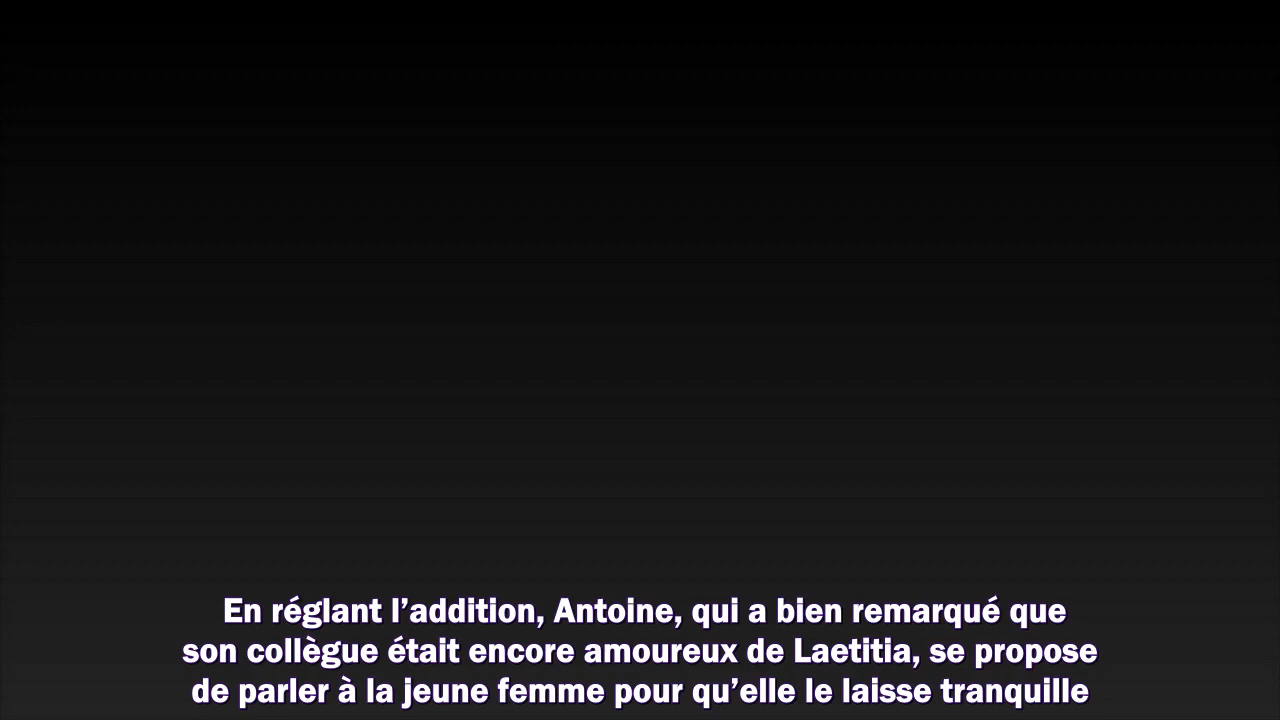 En réglant l’addition, Antoine, qui a bien remarqué que
son collègue était encore amoureux de Laetitia, se propose
de parler à la jeune femme pour qu’elle le laisse tranquille